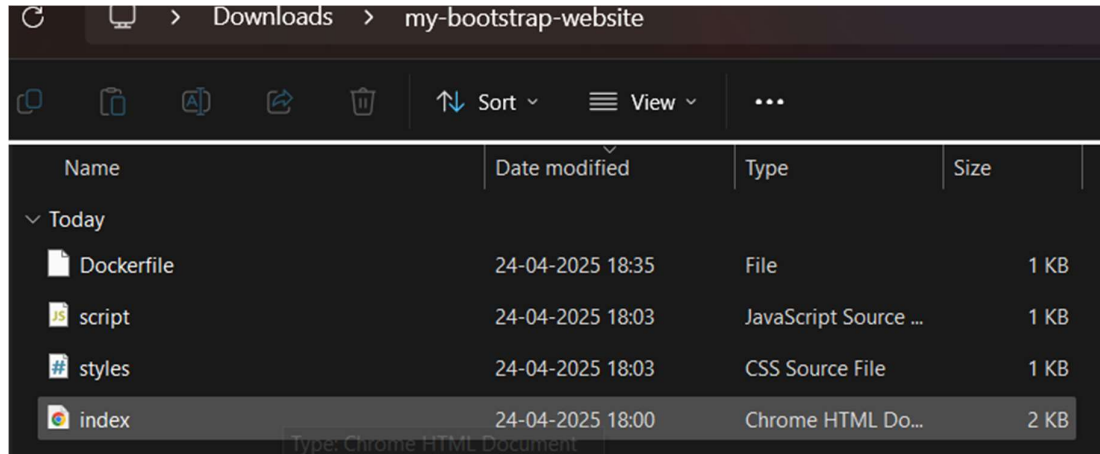 Downloads > my-bootstrap-website
Sort View •••
Name Date modified Type Size
Today
Dockerfile 24-04-2025 18:35 File 1 KB
JS script 24-04-2025 18:03 JavaScript Source ... 1 KB
# styles 24-04-2025 18:03 CSS Source File 1 KB
index 24-04-2025 18:00 Chrome HTML Do... 2 KB
Type: Chrome HTML Document